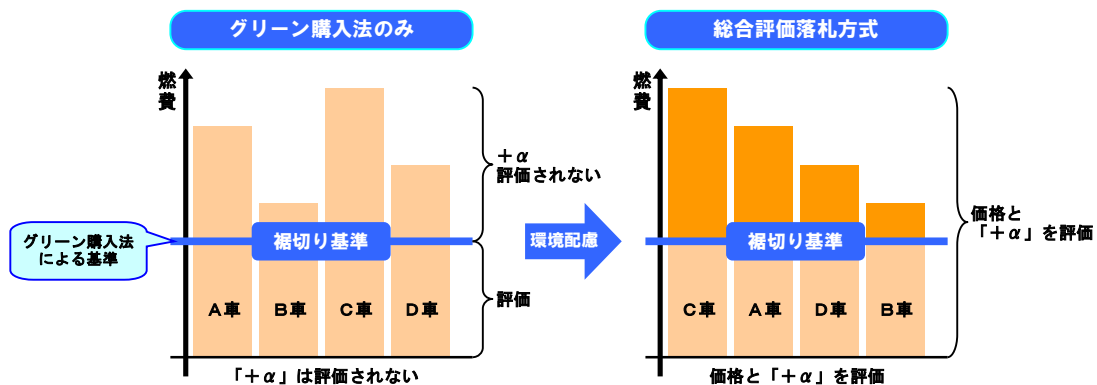 グリーン購入法のみ
燃
費
＋α
評価されない
グリーン購入法
による基準
裾切り基準
評価
A車
B車
C車
D車
「＋α」は評価されない
環境配慮
総合評価落札方式
燃
費
裾切り基準
価格と
「＋α」を評価
C車
A車
D車
B車
価格と「＋α」を評価